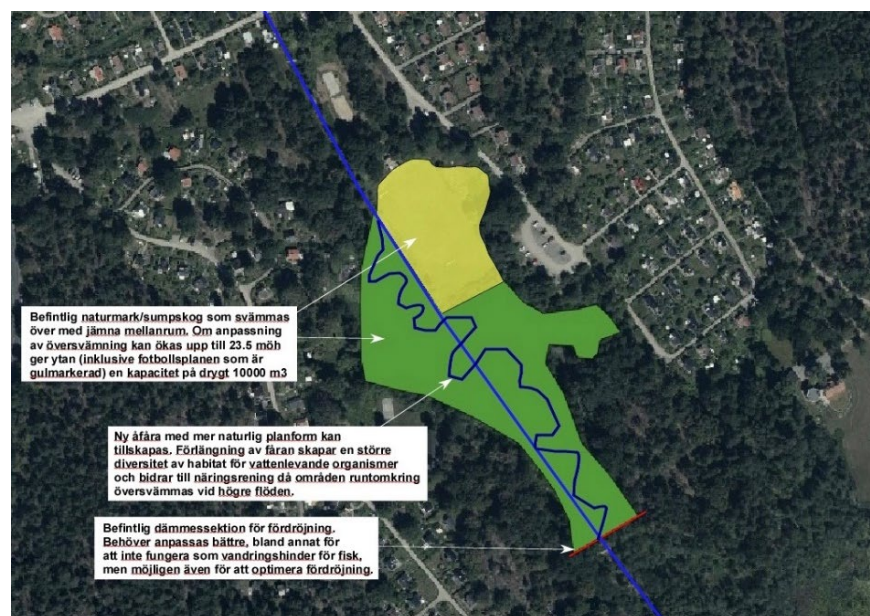 Befintlig naturmark/sumpskog som svämmas
över med jämna mellanrum. Om anpassning
av översvämning kan ökas upp till 23.5 möh
ger ytan (inklusive fotbollsplanen som är
gulmarkerad) en kapacitet på drygt 10000 m3
Ny åfåra med mer naturlig planform kan
tillskapas. Förlängning av fåran skapar en större
diversitet av habitat för vattenlevande organismer
och bidrar till näringsrening då områden runtomkring
översvämmas vid högre flöden.
Befintlig dämmessektion för fördröjning.
Behöver anpassas bättre, bland annat för
att inte fungera som vandringshinder för fisk,
men möjligen även för att optimera fördröjning.